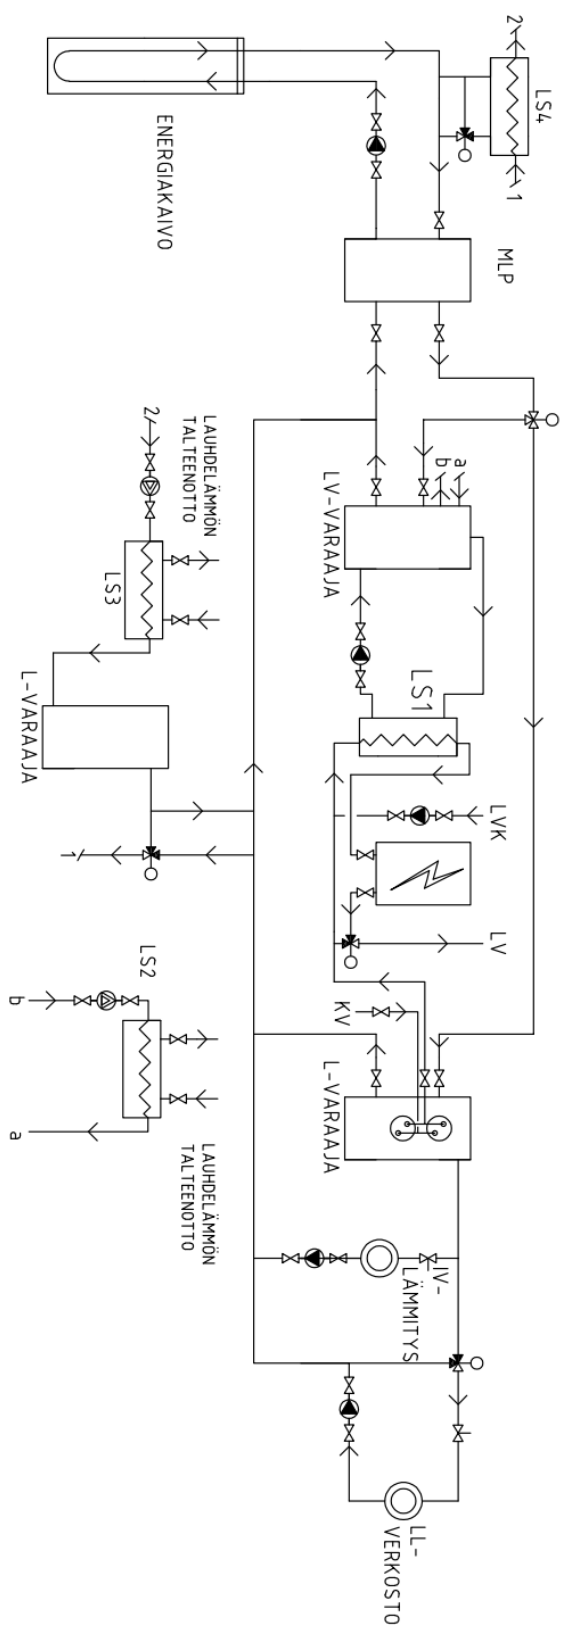 2
LS4
1
ENERGIAKAIVO
MLP
2
LAUHDELÄMMÖN
TALTEENOTTO
LS3
L-VARAAJA
a
b
LV-VARAAJA
LS1
LVK
LV
1
KV
L-VARAAJA
LS2
b
a
LAUHDELÄMMÖN
TALTEENOTTO
IV-
LÄMMITYS
LL-
VERKOSTO